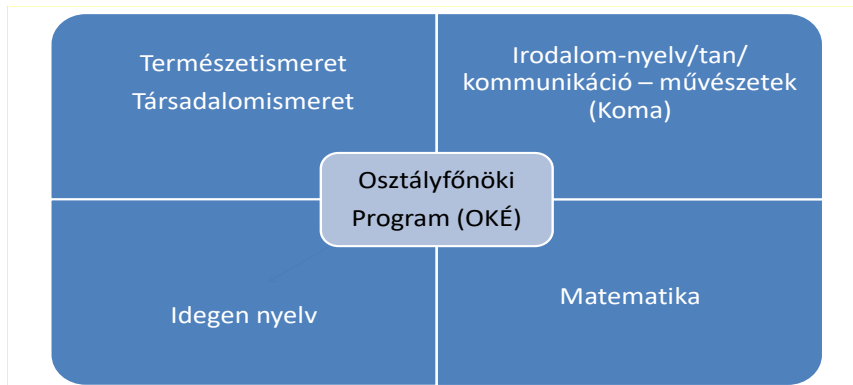 Természetismeret
Társadalomismeret
Irodalom-nyelv/tan/
kommunikáció – művészetek
(Koma)
Osztályfőnöki
Program (OKÉ)
Idegen nyelv
Matematika